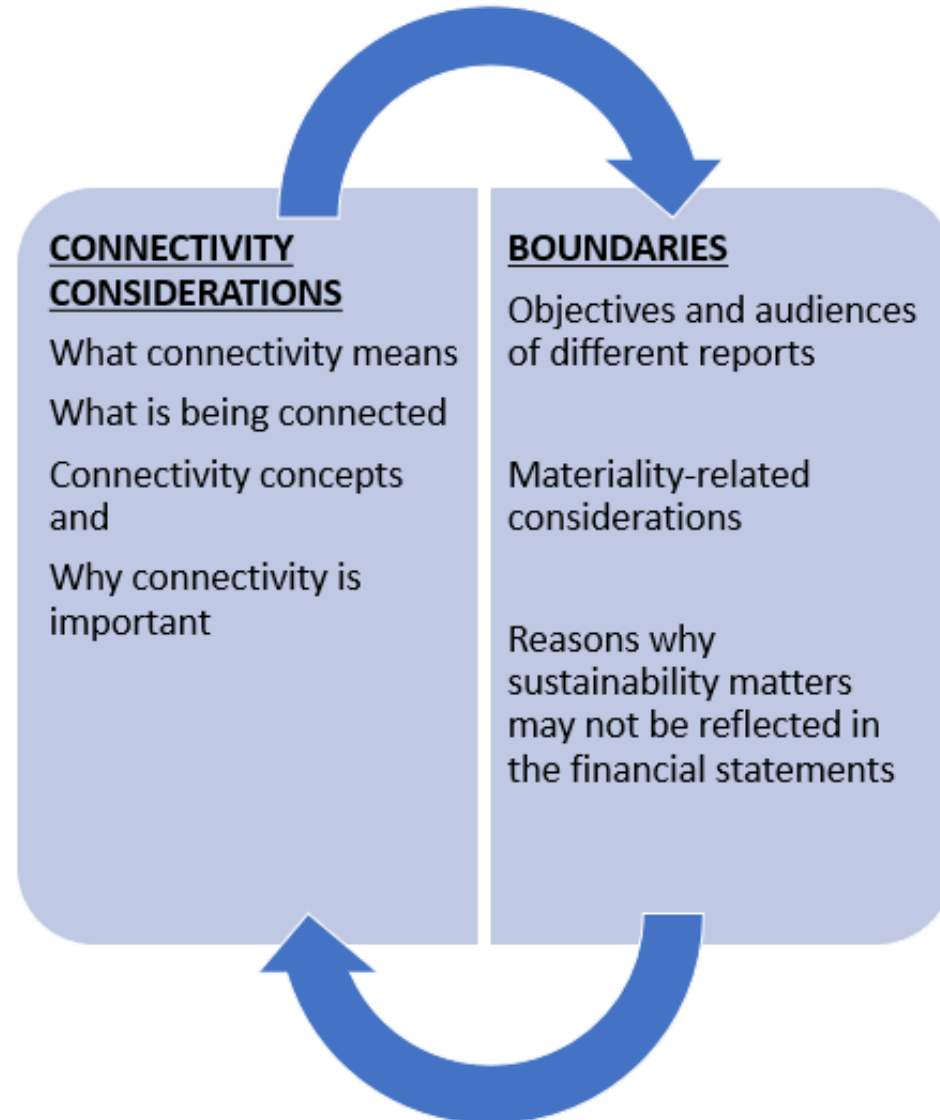 CONNECTIVITY
CONSIDERATIONS
What connectivity means
What is being connected
Connectivity concepts
and
Why connectivity is
important
BOUNDARIES
Objectives and audiences
of different reports
Materiality-related
considerations
Reasons why
sustainability matters
may not be reflected in
the financial statements